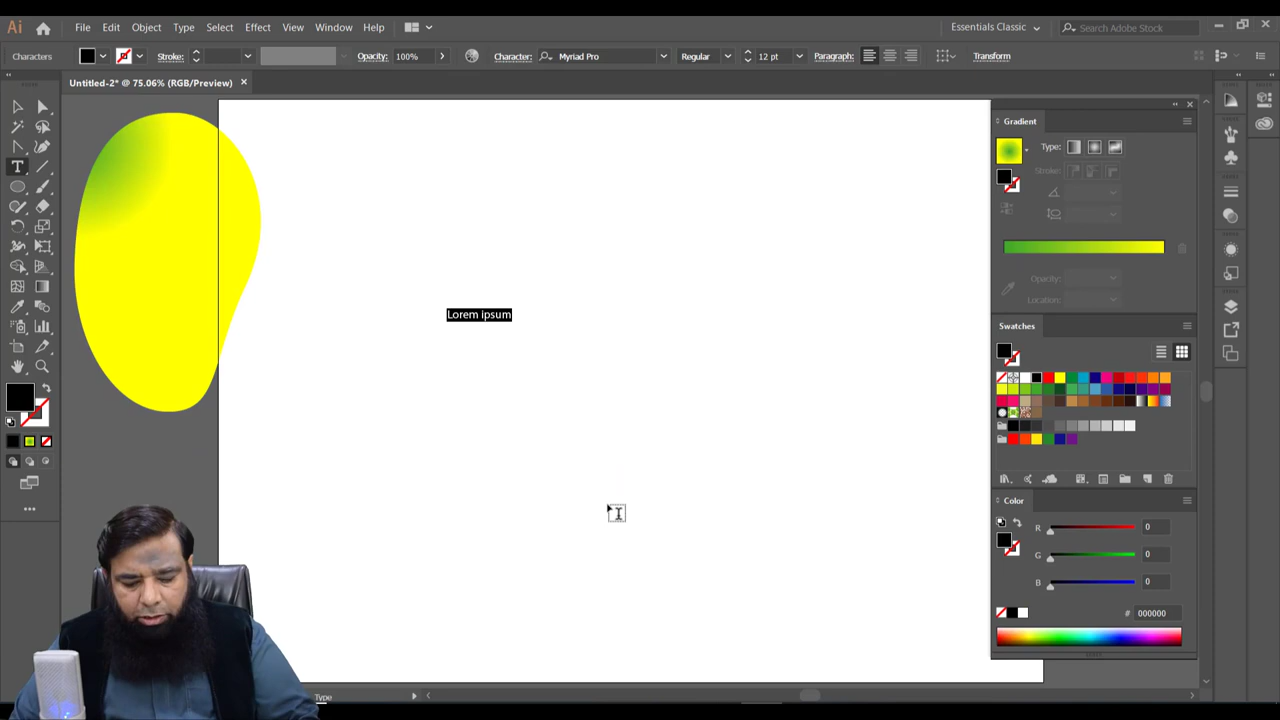 Ai File Edit Object Type Select Effect View Window Help Essentials Classic Search Adobe Stock
Characters Stroke: Opacity: 100% Character: Myriad Pro Regular 12 pt Paragraph: Transform
Untitled-2* @ 75.06% (RGB/Preview)
Gradient
Type:
Stroke:
Opacity:
Location:
Lorem ipsum
Swatches
Color
R 0
G 0
B 0
# 000000
Type